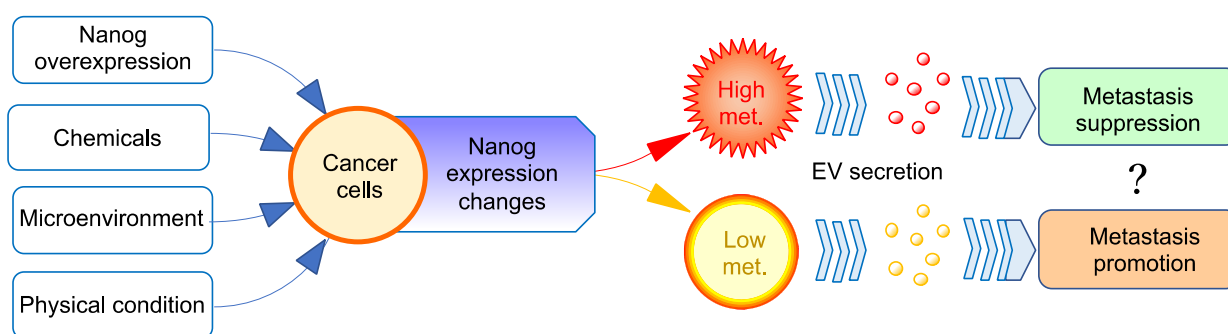 Nanog
overexpression
Chemicals
Microenvironment
Physical condition
Cancer
cells
Nanog
expression
changes
High
met.
Low
met.
EV secretion
Metastasis
suppression
?
Metastasis
promotion